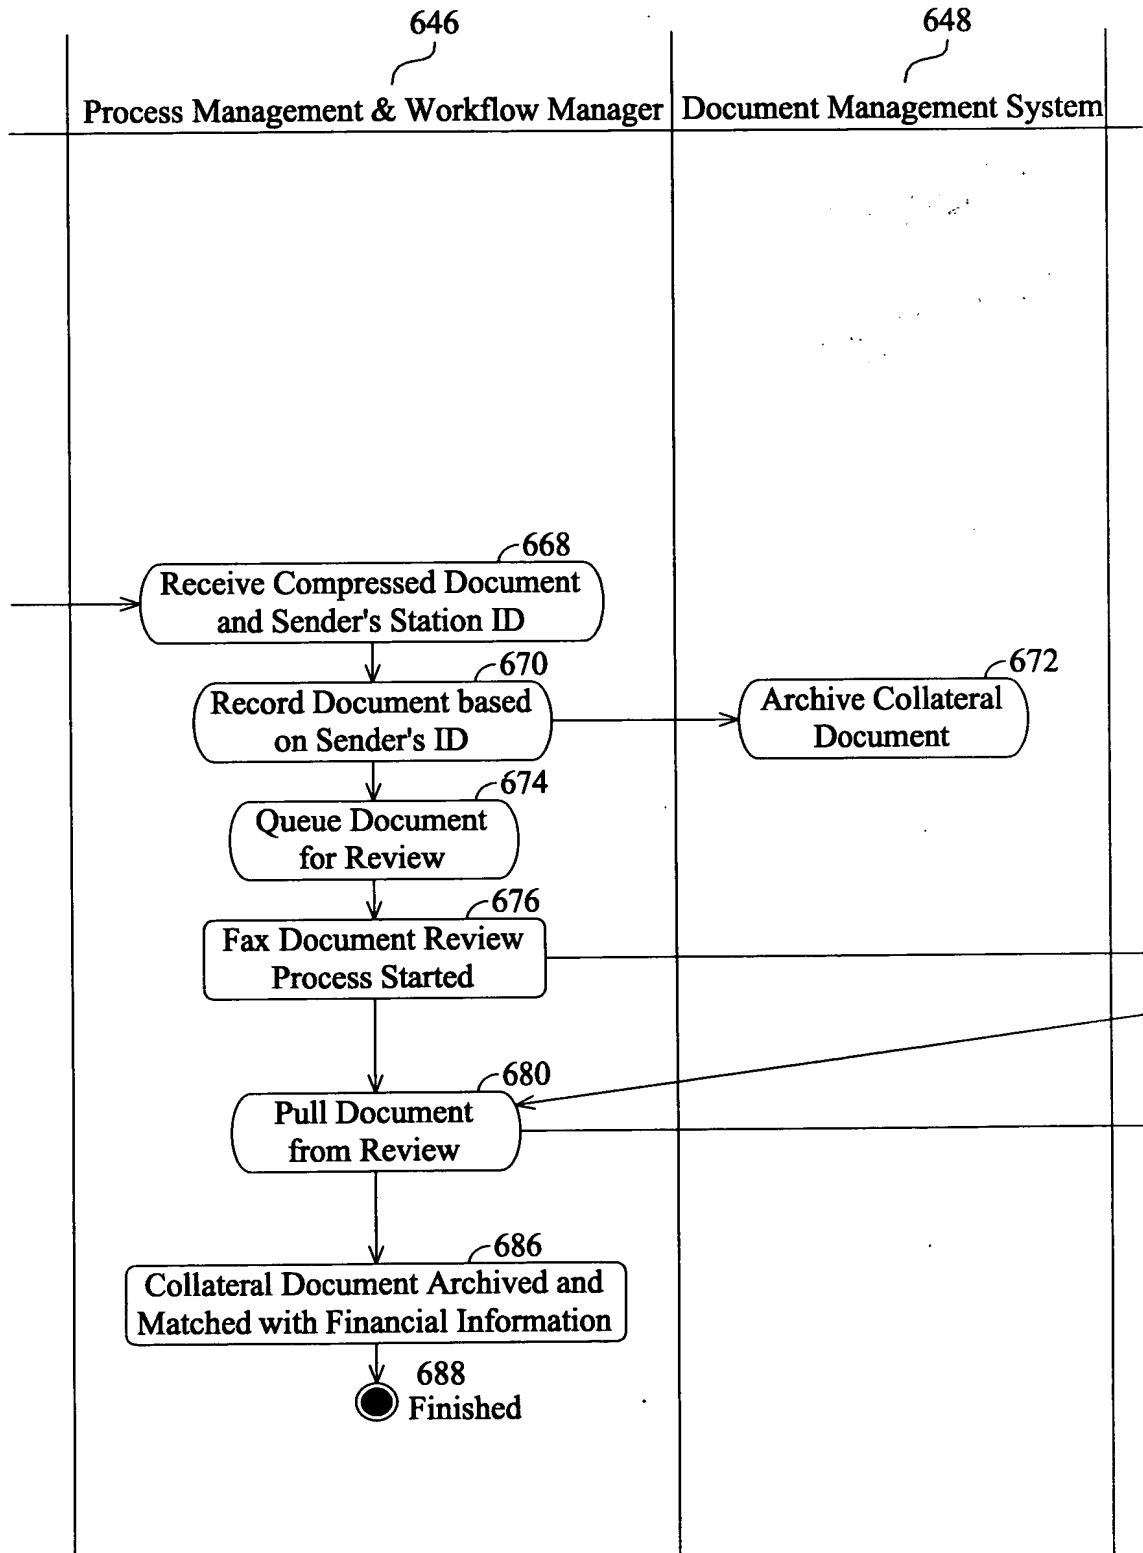 646
648
Process Management & Workflow Manager
Document Management System
668
Receive Compressed Document
and Sender's Station ID
670
Record Document based
on Sender's ID
672
Archive Collateral
Document
674
Queue Document
for Review
676
Fax Document Review
Process Started
680
Pull Document
from Review
686
Collateral Document Archived and
Matched with Financial Information
688
Finished